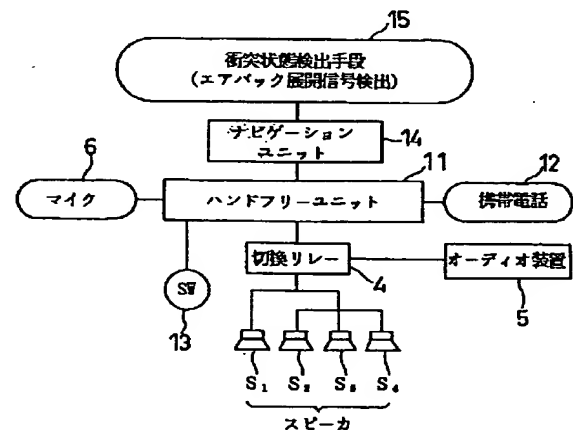 15
衝突状態検出手段
(エアバック展開信号検出)
ナビゲーション
ユニット
14
6
11
12
マイク
ハンドフリーユニット
携帯電話
切換リレー
4
オーディオ装置
5
SW
13
S₁ S₂ S₃ S₄
スピーカ